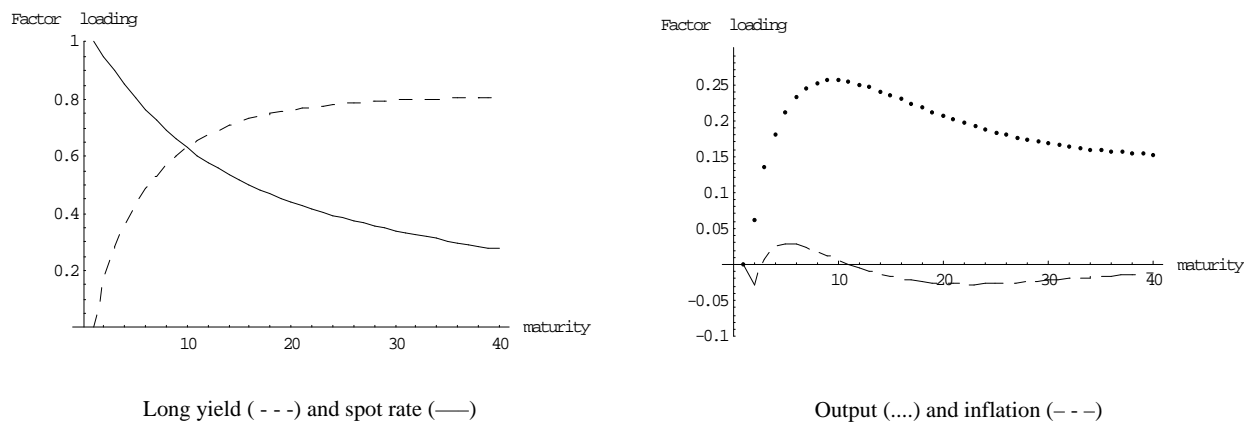 Factor loading
1
0.8
0.6
0.4
0.2
10 20 30 40
maturity
Long yield ( - - -) and spot rate (——)
Factor loading
0.25
0.2
0.15
0.1
0.05
-0.05
-0.1
10 20 30 40
maturity
Output (....) and inflation (– – –)